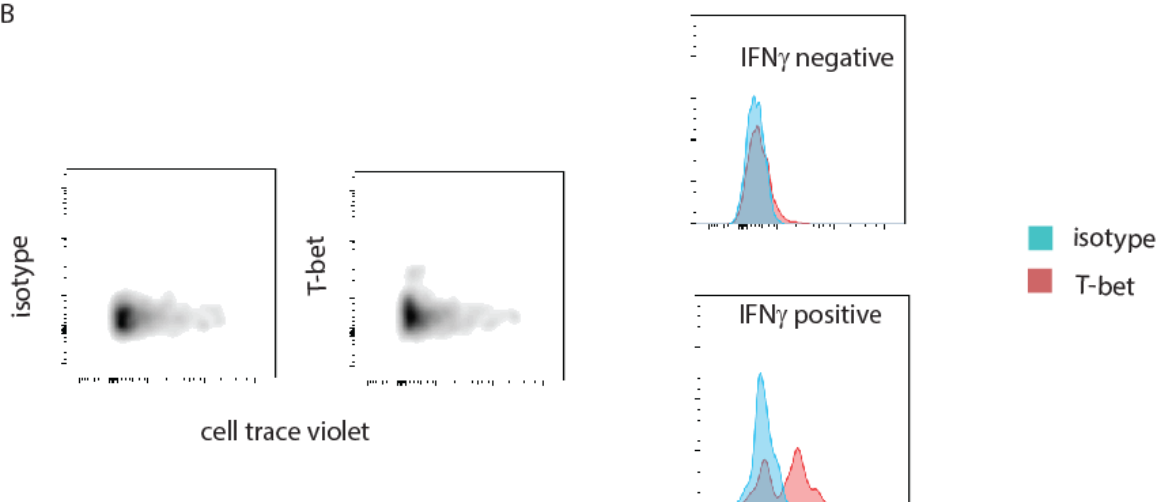 B
IFNγ negative
isotype
T-bet
isotype
T-bet
IFNγ positive
cell trace violet